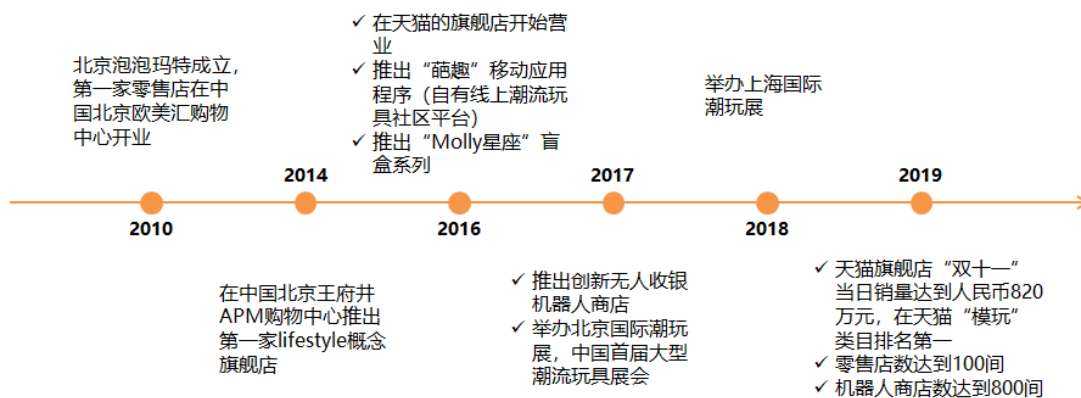 北京泡泡玛特成立，
第一家零售店在中
国北京欧美汇购物
中心开业
2010
2014
在中国北京王府井
APM购物中心推出
第一家lifestyle概念
旗舰店
✓ 在天猫的旗舰店开始营
业
✓ 推出“葩趣”移动应用
程序（自有线上潮流玩
具社区平台）
✓ 推出“Molly星座”盲
盒系列
2016
2017
✓ 推出创新无人收银
机器人商店
✓ 举办北京国际潮玩
展，中国首届大型
潮流玩具展会
举办上海国际
潮玩展
2018
2019
✓ 天猫旗舰店“双十一”
当日销量达到人民币820
万元，在天猫“模玩”
类目排名第一
✓ 零售店数达到100间
✓ 机器人商店数达到800间